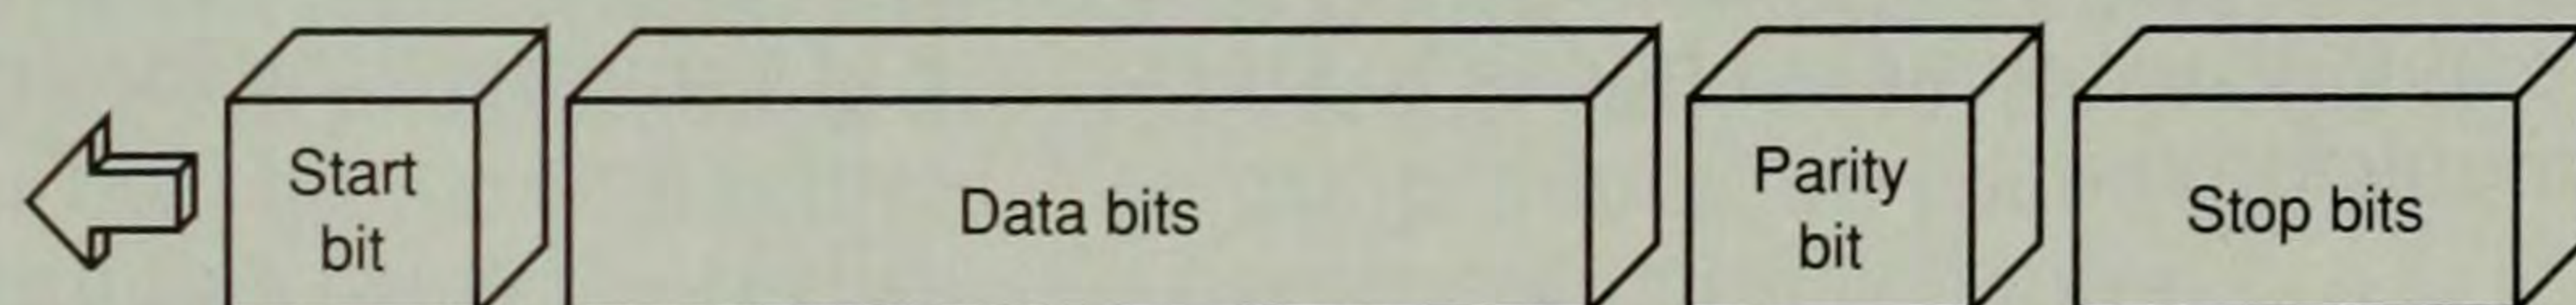 Start
bit
Data bits
Parity
bit
Stop bits